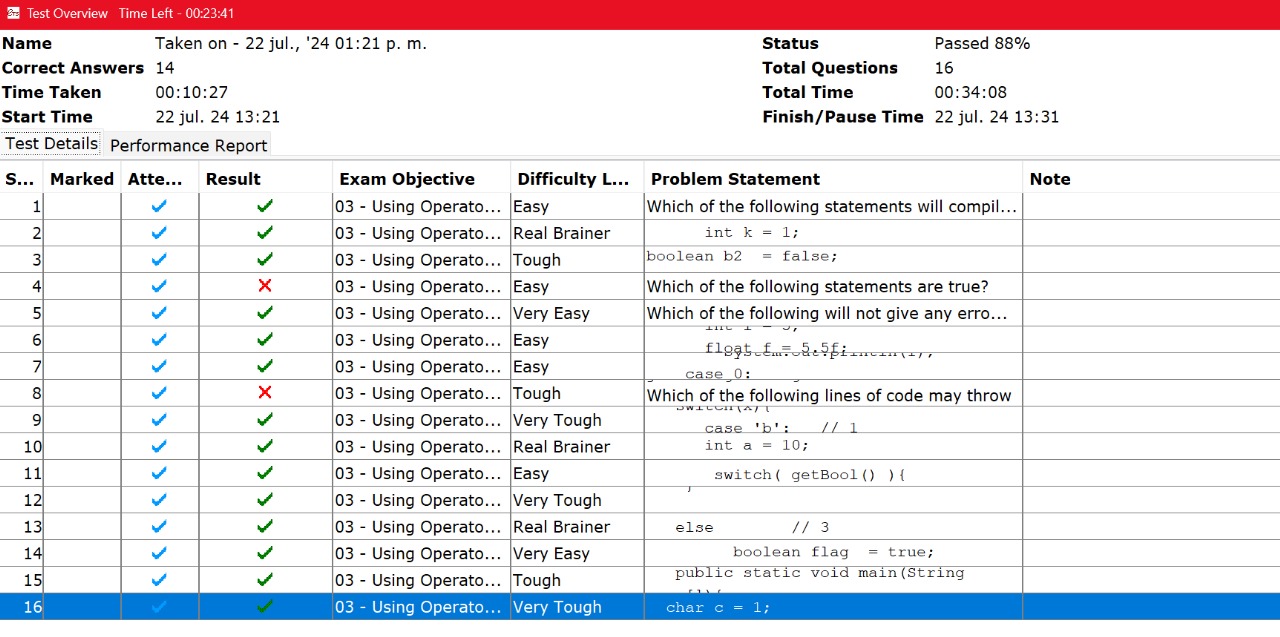 Test Overview Time Left - 00:23:41
Name Taken on - 22 jul., '24 01:21 p. m. Status Passed 88%
Correct Answers 14 Total Questions 16
Time Taken 00:10:27 Total Time 00:34:08
Start Time 22 jul. 24 13:21 Finish/Pause Time 22 jul. 24 13:31
Test Details Performance Report
S... Marked Atte... Result Exam Objective Difficulty L... Problem Statement Note
1 03 - Using Operato... Easy Which of the following statements will compil...
2 03 - Using Operato... Real Brainer int k = 1;
3 03 - Using Operato... Tough boolean b2 = false;
4 03 - Using Operato... Easy Which of the following statements are true?
5 03 - Using Operato... Very Easy Which of the following will not give any erro...
6 03 - Using Operato... Easy float f = 5.5f;
7 03 - Using Operato... Easy case 0:
8 03 - Using Operato... Tough Which of the following lines of code may throw
9 03 - Using Operato... Very Tough switch(x){
case 'b': // 1
10 03 - Using Operato... Real Brainer int a = 10;
11 03 - Using Operato... Easy switch( getBool() ){
12 03 - Using Operato... Very Tough }
13 03 - Using Operato... Real Brainer else // 3
14 03 - Using Operato... Very Easy boolean flag = true;
15 03 - Using Operato... Tough public static void main(String
16 03 - Using Operato... Very Tough char c = 1;